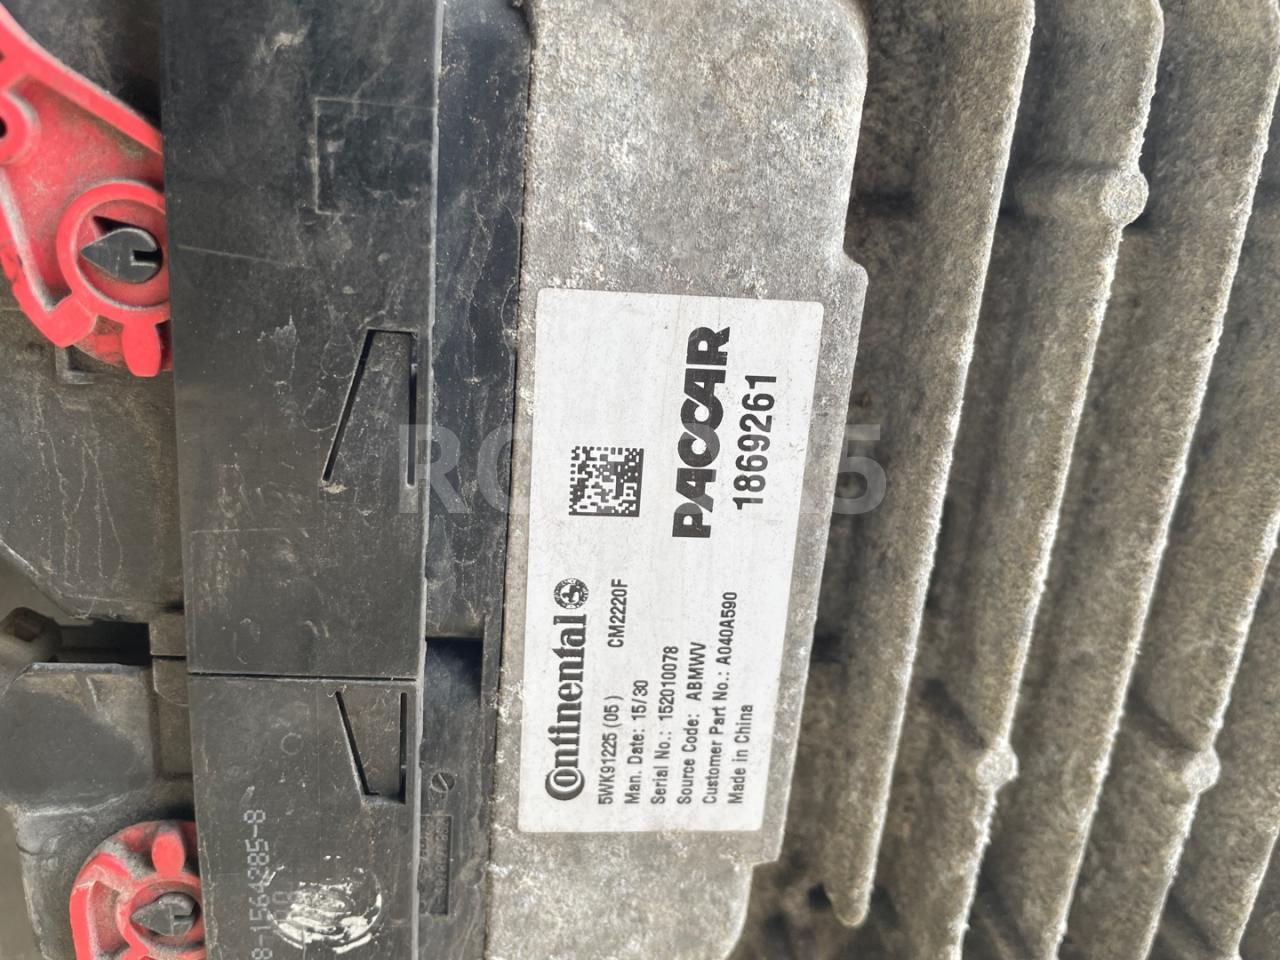 Continental
5WK91225 (05)
CM2220F
Man. Date: 15/30
Serial No.: 152010078
Source Code: ABMWV
Customer Part No.: A040A590
Made in China
PACCAR
1869261
8-1564285-8